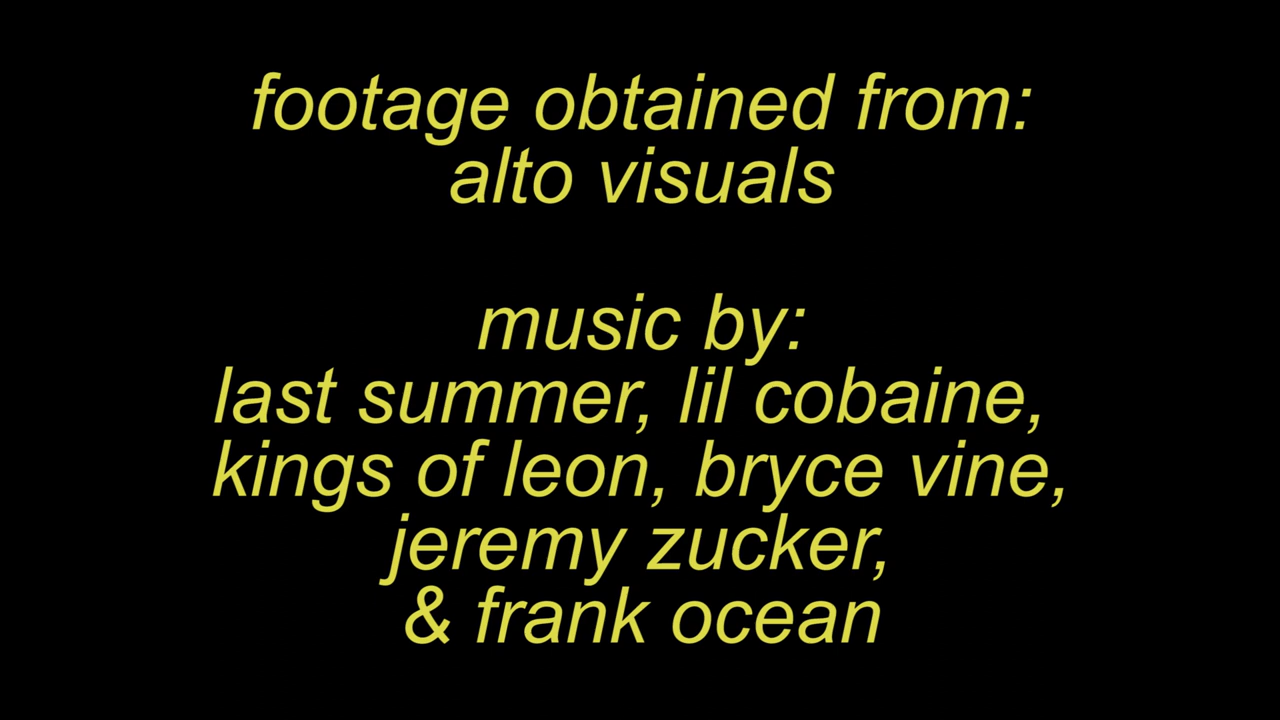 footage obtained from:
alto visuals
music by:
last summer, lil cobaine,
kings of leon, bryce vine,
jeremy zucker,
& frank ocean